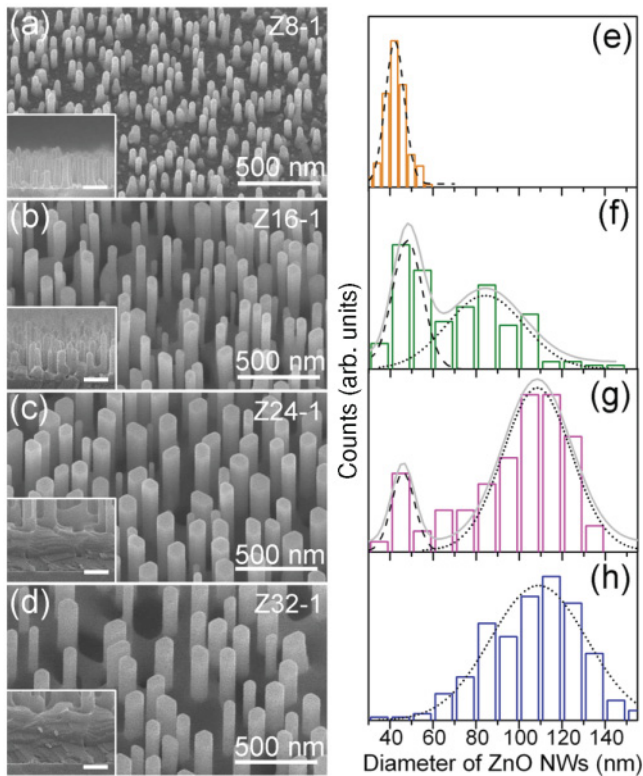 (a)
Z8-1
500 nm
(b)
Z16-1
500 nm
(c)
Z24-1
500 nm
(d)
Z32-1
500 nm
(e)
(f)
(g)
(h)
Counts (arb. units)
40 60 80 100 120 140
Diameter of ZnO NWs (nm)